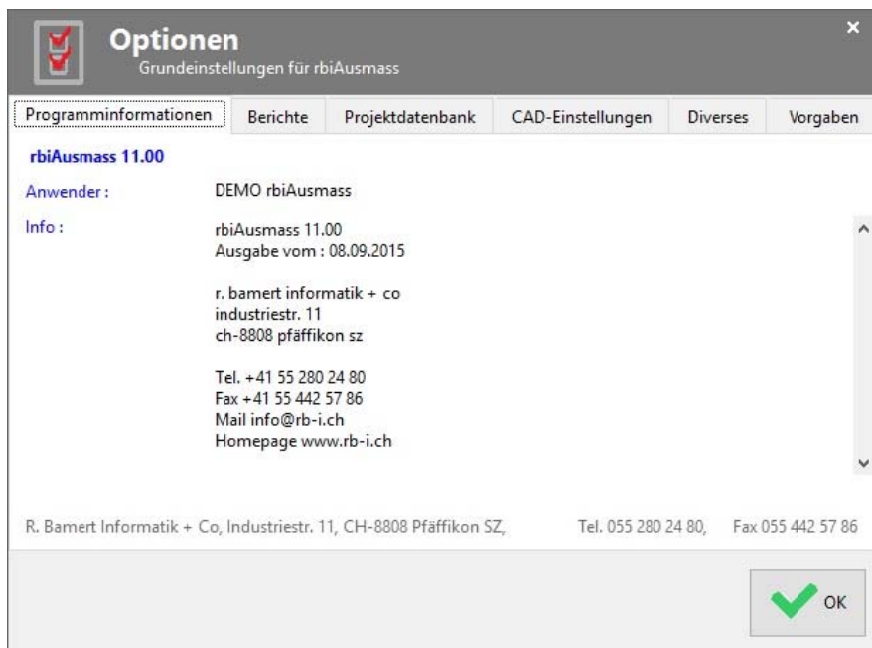 Optionen
Grundeinstellungen für rbiAusmass
Programminformationen Berichte Projektdatenbank CAD-Einstellungen Diverses Vorgaben
rbiAusmass 11.00
Anwender : DEMO rbiAusmass
Info : rbiAusmass 11.00
Ausgabe vom : 08.09.2015
r. bamert informatik + co
industriestr. 11
ch-8808 pfäffikon sz
Tel. +41 55 280 24 80
Fax +41 55 442 57 86
Mail info@rb-i.ch
Homepage www.rb-i.ch
R. Bamert Informatik + Co, Industriestr. 11, CH-8808 Pfäffikon SZ, Tel. 055 280 24 80, Fax 055 442 57 86
OK